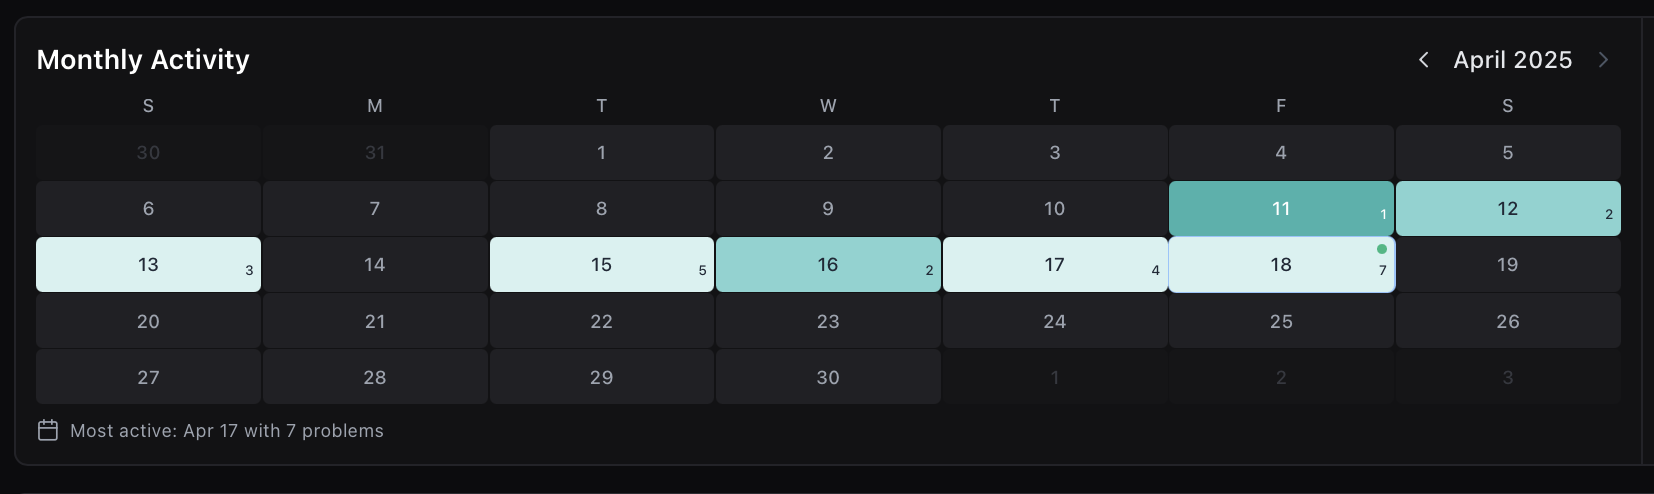 Monthly Activity
April 2025
S M T W T F S
30 31 1 2 3 4 5
6 7 8 9 10 11 1 12 2
13 3 14 15 5 16 2 17 4 18 7 19
20 21 22 23 24 25 26
27 28 29 30 1 2 3
Most active: Apr 17 with 7 problems